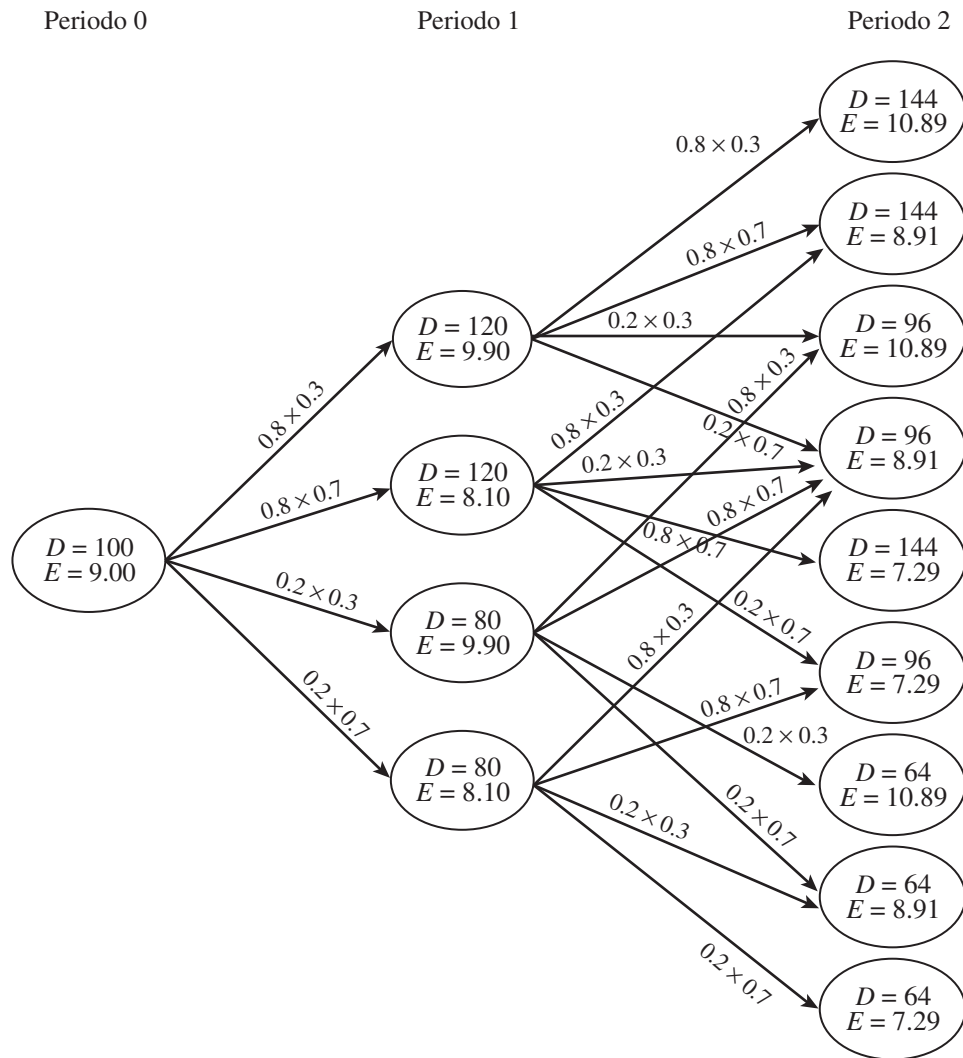 Periodo 0
Periodo 1
Periodo 2
D = 144
E = 10.89
0.8 × 0.3
D = 144
E = 8.91
0.8 × 0.7
D = 120
E = 9.90
0.2 × 0.3
D = 96
E = 10.89
0.8 × 0.3
0.8 × 0.3
0.8 × 0.3
0.2 × 0.7
D = 96
E = 8.91
D = 120
E = 8.10
0.2 × 0.3
0.8 × 0.7
0.8 × 0.7
0.8 × 0.7
D = 100
E = 9.00
D = 144
E = 7.29
0.2 × 0.3
D = 80
E = 9.90
0.8 × 0.3
0.2 × 0.7
D = 96
E = 7.29
0.2 × 0.7
0.8 × 0.7
0.2 × 0.3
D = 80
E = 8.10
D = 64
E = 10.89
0.2 × 0.3
0.2 × 0.7
D = 64
E = 8.91
0.2 × 0.7
D = 64
E = 7.29